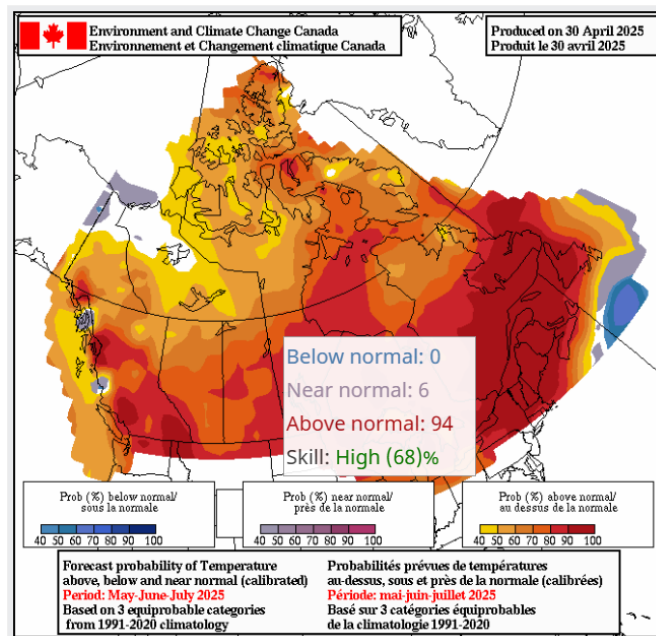 Environment and Climate Change Canada
Environnement et Changement climatique Canada
Produced on 30 April 2025
Produit le 30 avril 2025
Below normal: 0
Near normal: 6
Above normal: 94
Skill: High (68)%
Prob (%) below normal/
sous la normale
40 50 60 70 80 90 100
Prob (%) near normal/
près de la normale
40 50 60 70 80 90 100
Prob (%) above normal/
au dessus de la normale
40 50 60 70 80 90 100
Forecast probability of Temperature
above, below and near normal (calibrated)
Period: May-June-July 2025
Based on 3 equiprobable categories
from 1991-2020 climatology
Probabilités prévues de températures
au-dessus, sous et près de la normale (calibrées)
Période: mai-juin-juillet 2025
Basé sur 3 catégories équiprobables
de la climatologie 1991-2020